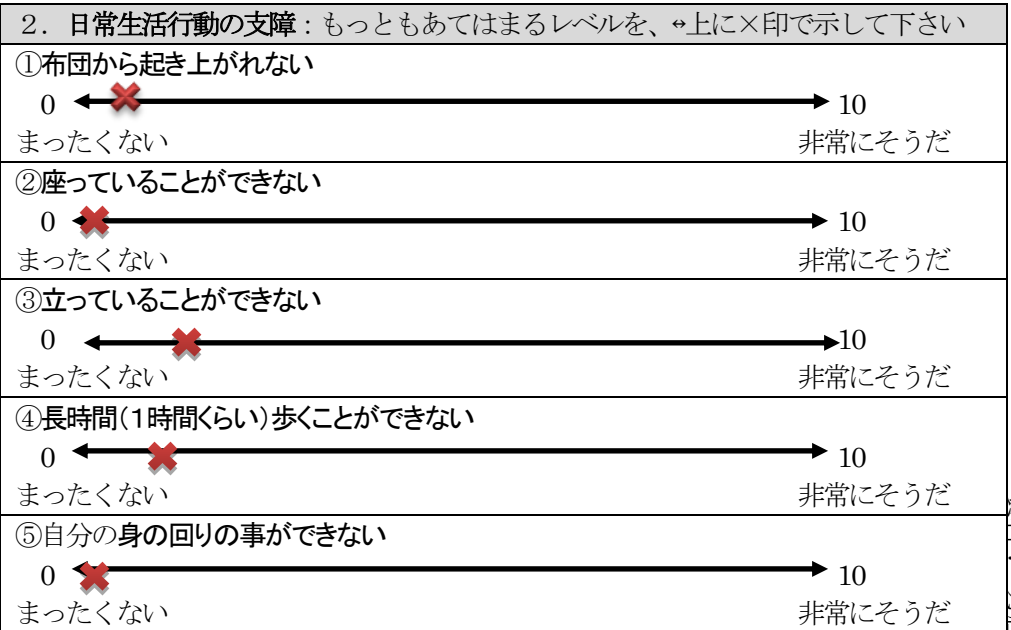 2．日常生活行動の支障：もっともあてはまるレベルを、↔上に×印で示して下さい
①布団から起き上がれない
0 10
まったくない 非常にそうだ
②座っていることができない
0 10
まったくない 非常にそうだ
③立っていることができない
0 10
まったくない 非常にそうだ
④長時間（1時間くらい）歩くことができない
0 10
まったくない 非常にそうだ
⑤自分の身の回りの事ができない
0 10
まったくない 非常にそうだ